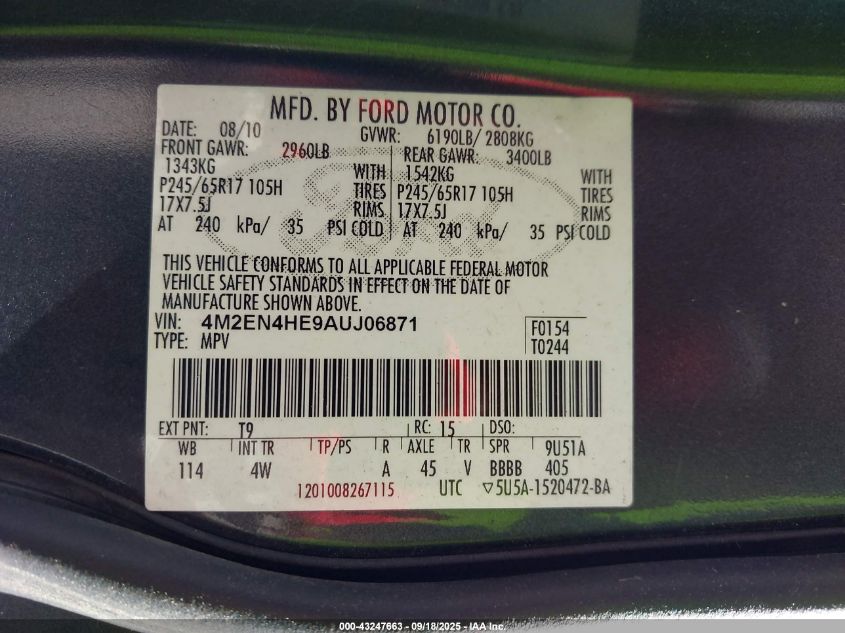 MFD. BY FORD MOTOR CO.
DATE: 08/10 GVWR: 6190LB/ 2808KG
FRONT GAWR: 2960LB REAR GAWR: 3400LB
1343KG WITH 1542KG WITH
P245/65R17 105H TIRES P245/65R17 105H TIRES
17X7.5J RIMS 17X7.5J RIMS
AT 240 kPa/ 35 PSI COLD AT 240 kPa/ 35 PSI COLD
THIS VEHICLE CONFORMS TO ALL APPLICABLE FEDERAL MOTOR
VEHICLE SAFETY STANDARDS IN EFFECT ON THE DATE OF
MANUFACTURE SHOWN ABOVE.
VIN: 4M2EN4HE9AUJ06871 F0154
TYPE: MPV T0244
EXT PNT: T9 RC: 15 DSO:
WB INT TR TP/PS R AXLE TR SPR 9U51A
114 4W A 45 V BBBB 405
1201008267115 UTC ▽5U5A-1520472-BA
Ford
000-43247663 - 09/18/2025 - IAA Inc.